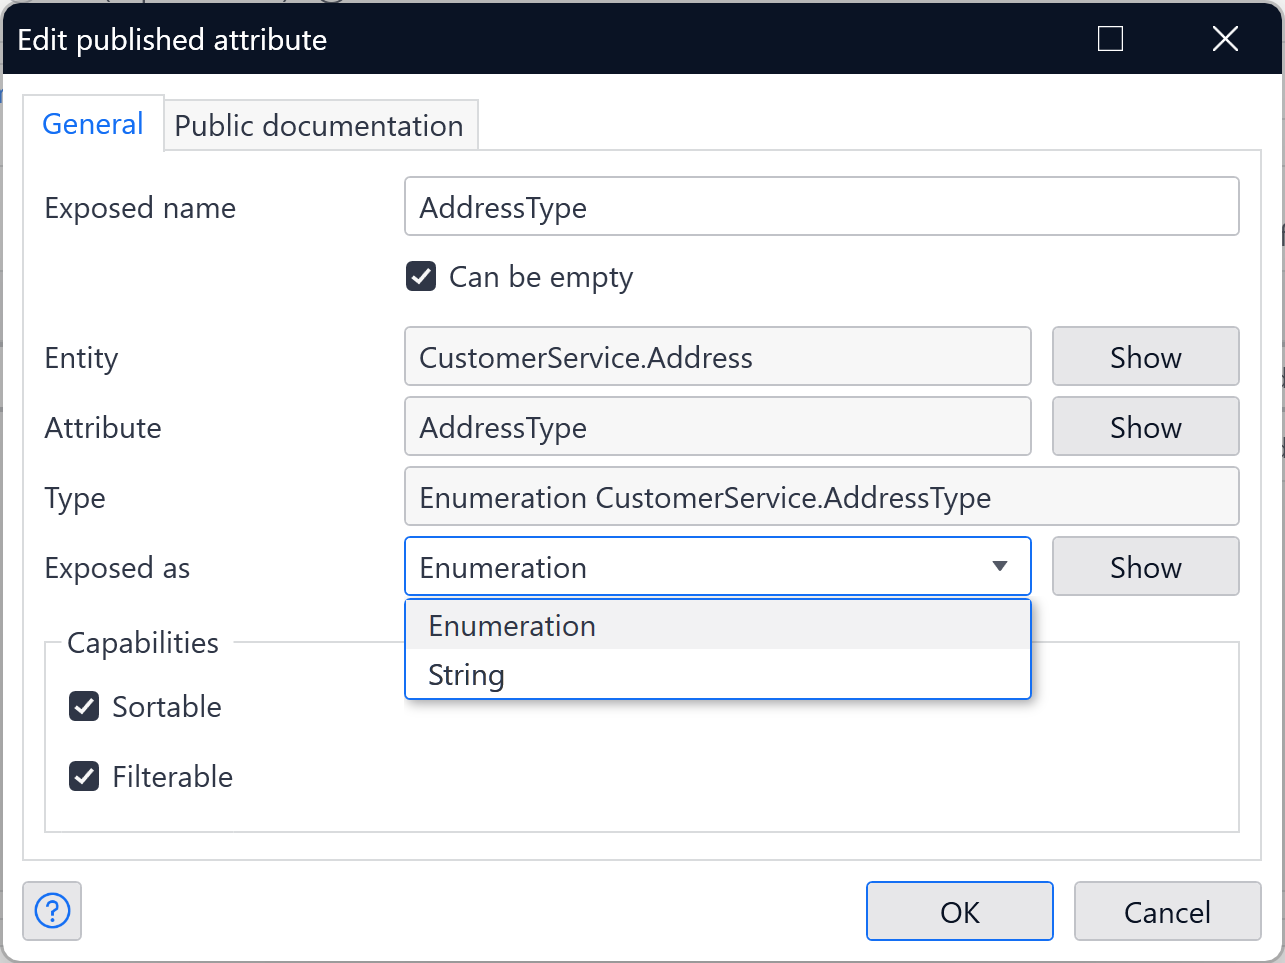 Edit published attribute
General
Public documentation
Exposed name
AddressType
Can be empty
Entity
CustomerService.Address
Show
Attribute
AddressType
Show
Type
Enumeration CustomerService.AddressType
Exposed as
Enumeration
Show
Enumeration
String
Capabilities
Sortable
Filterable
?
OK
Cancel